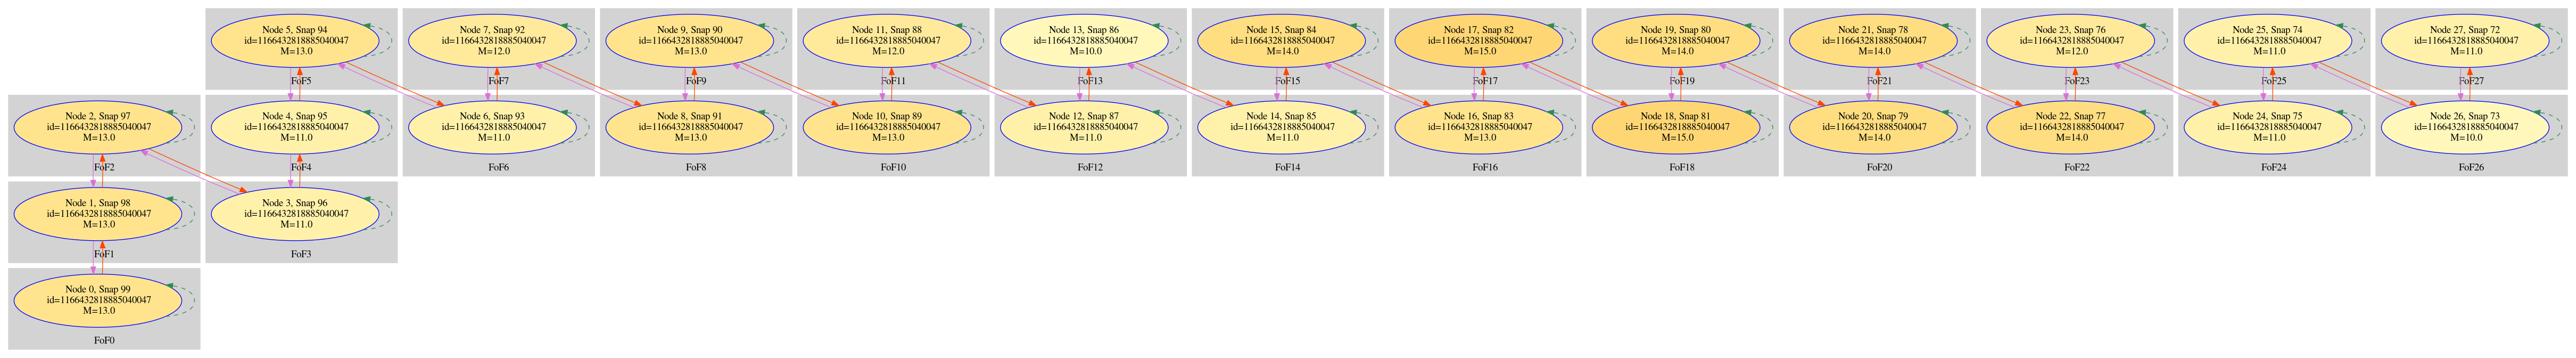 Node 5, Snap 94
id=1166432818885040047
M=13.0
FoF5
Node 7, Snap 92
id=1166432818885040047
M=12.0
FoF7
Node 9, Snap 90
id=1166432818885040047
M=13.0
FoF9
Node 11, Snap 88
id=1166432818885040047
M=12.0
FoF11
Node 13, Snap 86
id=1166432818885040047
M=10.0
FoF13
Node 15, Snap 84
id=1166432818885040047
M=14.0
FoF15
Node 17, Snap 82
id=1166432818885040047
M=15.0
FoF17
Node 19, Snap 80
id=1166432818885040047
M=14.0
FoF19
Node 21, Snap 78
id=1166432818885040047
M=14.0
FoF21
Node 23, Snap 76
id=1166432818885040047
M=12.0
FoF23
Node 25, Snap 74
id=1166432818885040047
M=11.0
FoF25
Node 27, Snap 72
id=1166432818885040047
M=11.0
FoF27
Node 2, Snap 97
id=1166432818885040047
M=13.0
FoF2
Node 4, Snap 95
id=1166432818885040047
M=11.0
FoF4
Node 6, Snap 93
id=1166432818885040047
M=11.0
FoF6
Node 8, Snap 91
id=1166432818885040047
M=13.0
FoF8
Node 10, Snap 89
id=1166432818885040047
M=13.0
FoF10
Node 12, Snap 87
id=1166432818885040047
M=11.0
FoF12
Node 14, Snap 85
id=1166432818885040047
M=11.0
FoF14
Node 16, Snap 83
id=1166432818885040047
M=13.0
FoF16
Node 18, Snap 81
id=1166432818885040047
M=15.0
FoF18
Node 20, Snap 79
id=1166432818885040047
M=14.0
FoF20
Node 22, Snap 77
id=1166432818885040047
M=14.0
FoF22
Node 24, Snap 75
id=1166432818885040047
M=11.0
FoF24
Node 26, Snap 73
id=1166432818885040047
M=10.0
FoF26
Node 1, Snap 98
id=1166432818885040047
M=13.0
FoF1
Node 3, Snap 96
id=1166432818885040047
M=11.0
FoF3
Node 0, Snap 99
id=1166432818885040047
M=13.0
FoF0